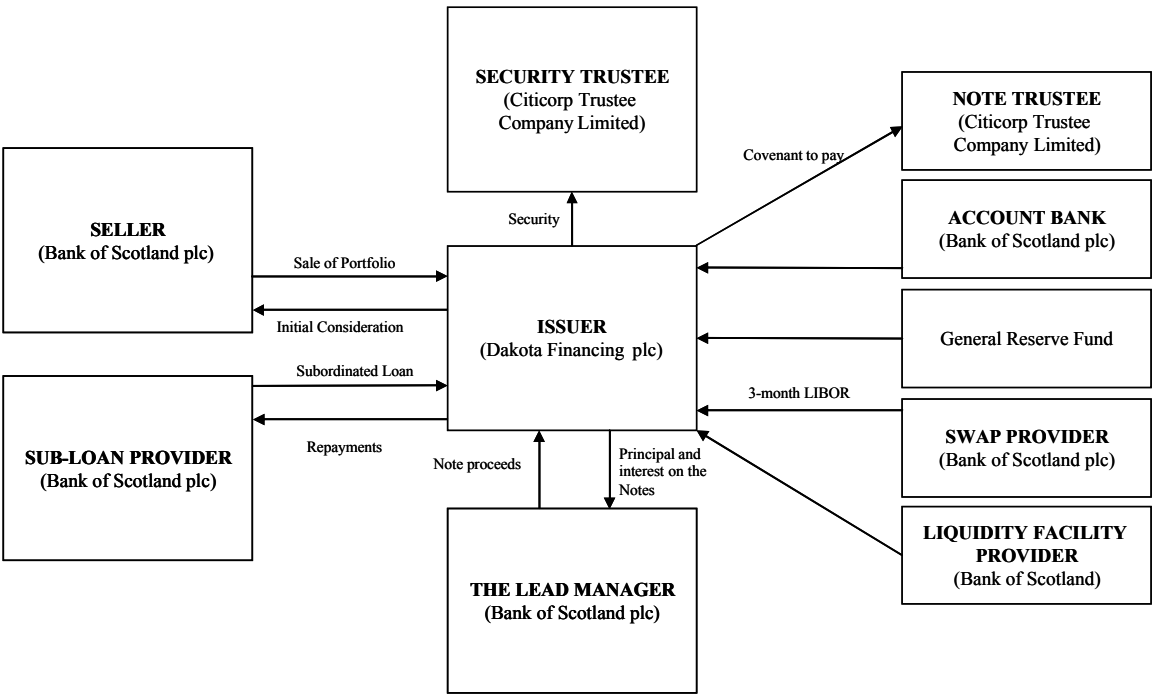 SECURITY TRUSTEE
(Citicorp Trustee
Company Limited)
NOTE TRUSTEE
(Citicorp Trustee
Company Limited)
Covenant to pay
SELLER
(Bank of Scotland plc)
Security
ACCOUNT BANK
(Bank of Scotland plc)
Sale of Portfolio
Initial Consideration
ISSUER
(Dakota Financing plc)
General Reserve Fund
Subordinated Loan
3-month LIBOR
Repayments
SUB-LOAN PROVIDER
(Bank of Scotland plc)
Note proceeds
Principal and
interest on the
Notes
SWAP PROVIDER
(Bank of Scotland plc)
LIQUIDITY FACILITY
PROVIDER
(Bank of Scotland)
THE LEAD MANAGER
(Bank of Scotland plc)